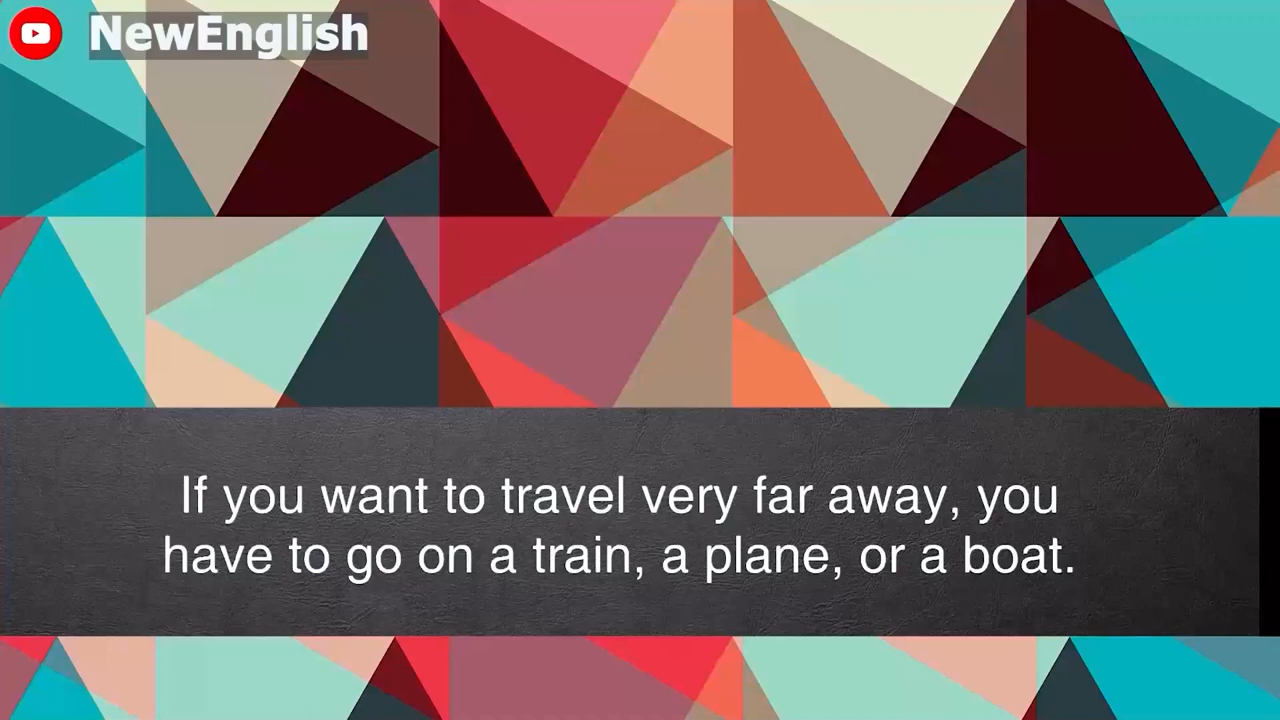 NewEnglish
If you want to travel very far away, you
have to go on a train, a plane, or a boat.